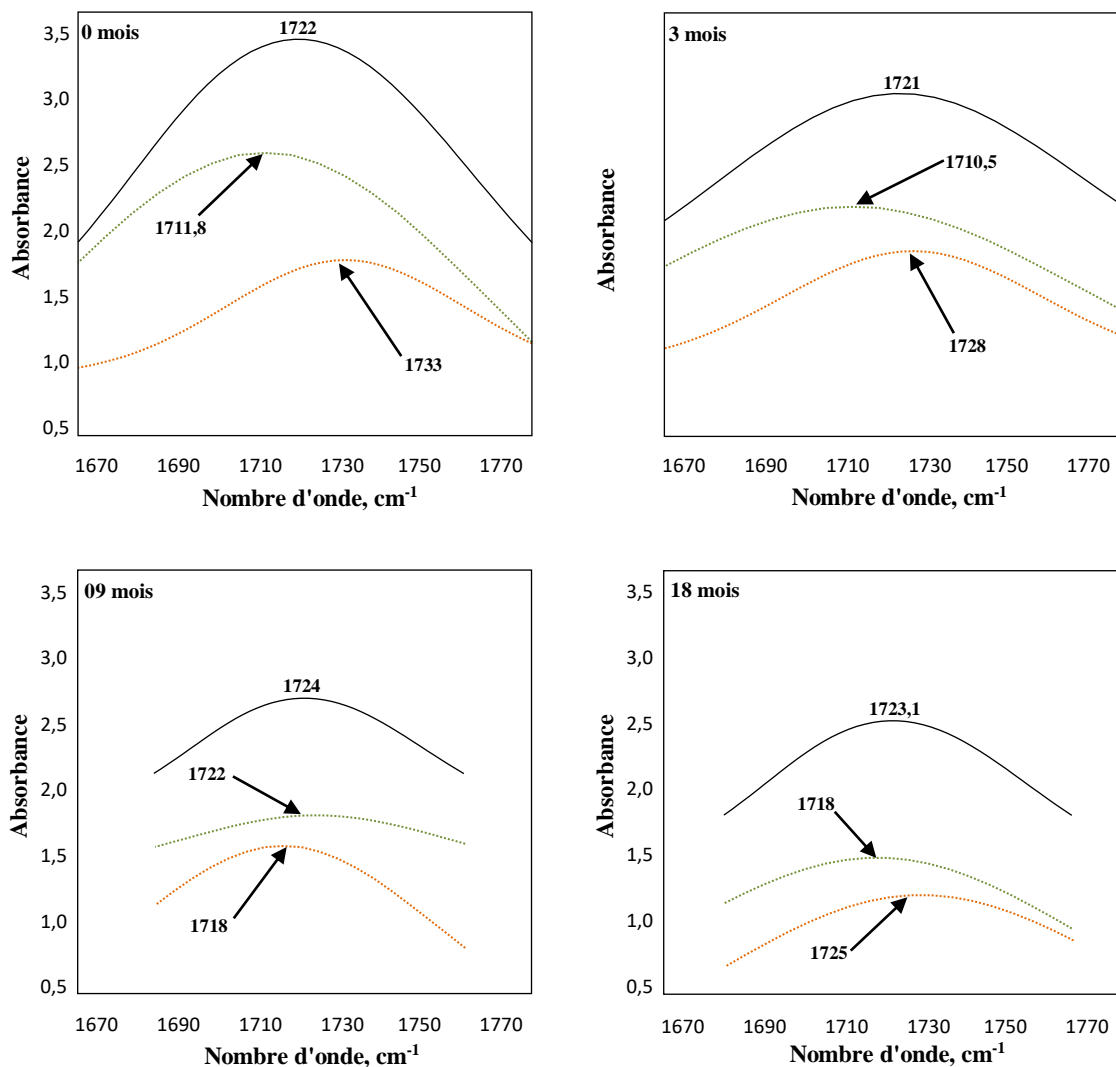 0 mois
1722
1711,8
1733
3,5
3,0
2,5
2,0
1,5
1,0
0,5
Absorbance
1670 1690 1710 1730 1750 1770
Nombre d'onde, cm-1
3 mois
1721
1710,5
1728
Absorbance
1670 1690 1710 1730 1750 1770
Nombre d'onde, cm-1
09 mois
1724
1722
1718
3,5
3,0
2,5
2,0
1,5
1,0
0,5
Absorbance
1670 1690 1710 1730 1750 1770
Nombre d'onde, cm-1
18 mois
1723,1
1718
1725
3,5
3,0
2,5
2,0
1,5
1,0
0,5
Absorbance
1670 1690 1710 1730 1750 1770
Nombre d'onde, cm-1